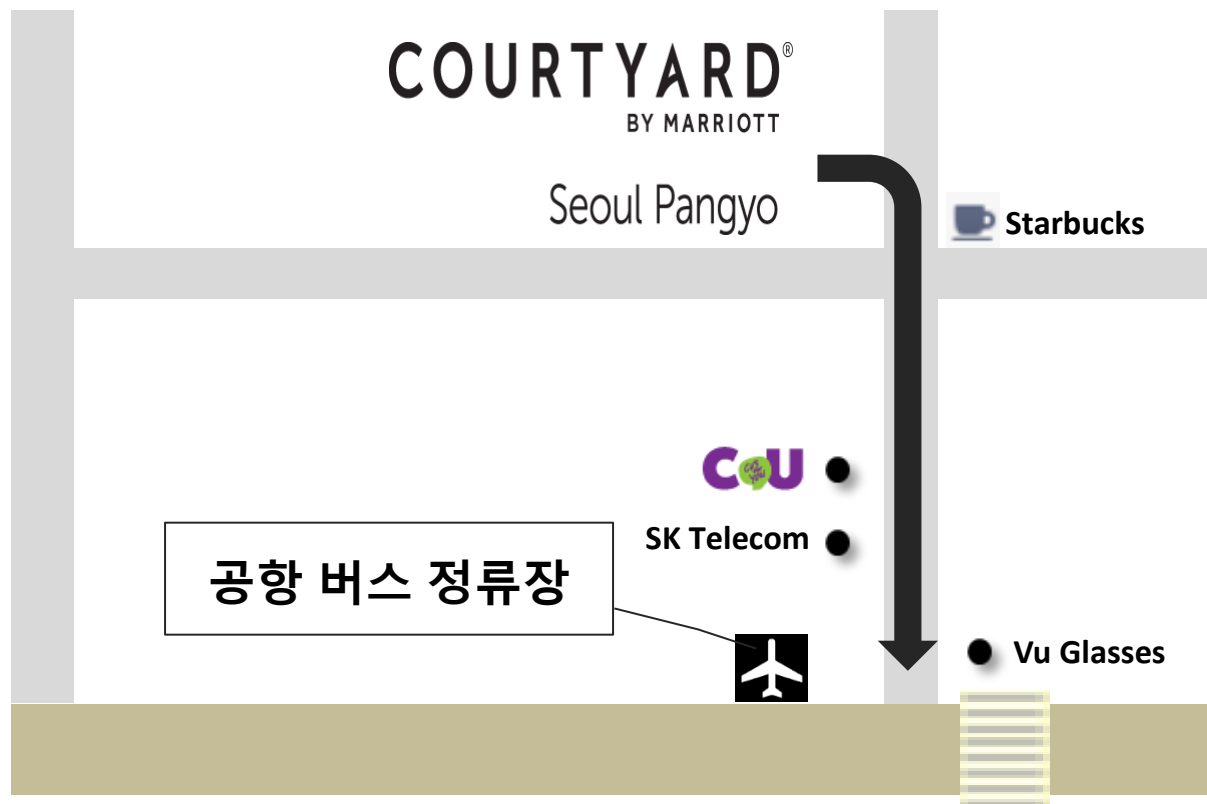 COURTYARD®
BY MARRIOTT
Seoul Pangyo
Starbucks
CU
SK Telecom
공항 버스 정류장
Vu Glasses